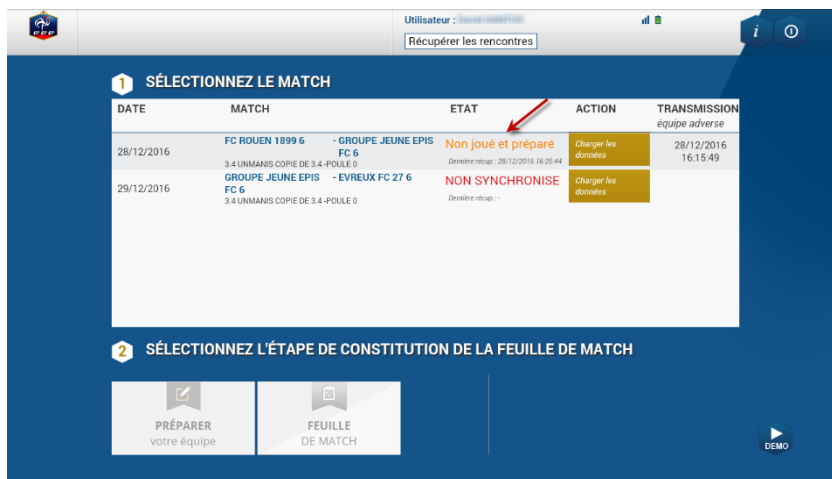 FFF
Utilisateur :
Récupérer les rencontres
i
1 SÉLECTIONNEZ LE MATCH
DATE MATCH ETAT ACTION TRANSMISSION
équipe adverse
28/12/2016 FC ROUEN 1899 6 - GROUPE JEUNE EPIS FC 6 Non joué et préparé Charger les données 28/12/2016 16:15:49
3.4 UNMANIS COPIE DE 3.4 -POULE 0 Dernière récup : 28/12/2016 16:25:44
29/12/2016 GROUPE JEUNE EPIS FC 6 - EVREUX FC 27 6 NON SYNCHRONISE Charger les données
3.4 UNMANIS COPIE DE 3.4 -POULE 0 Dernière récup : -
2 SÉLECTIONNEZ L'ÉTAPE DE CONSTITUTION DE LA FEUILLE DE MATCH
PRÉPARER
votre équipe
FEUILLE
DE MATCH
DEMO